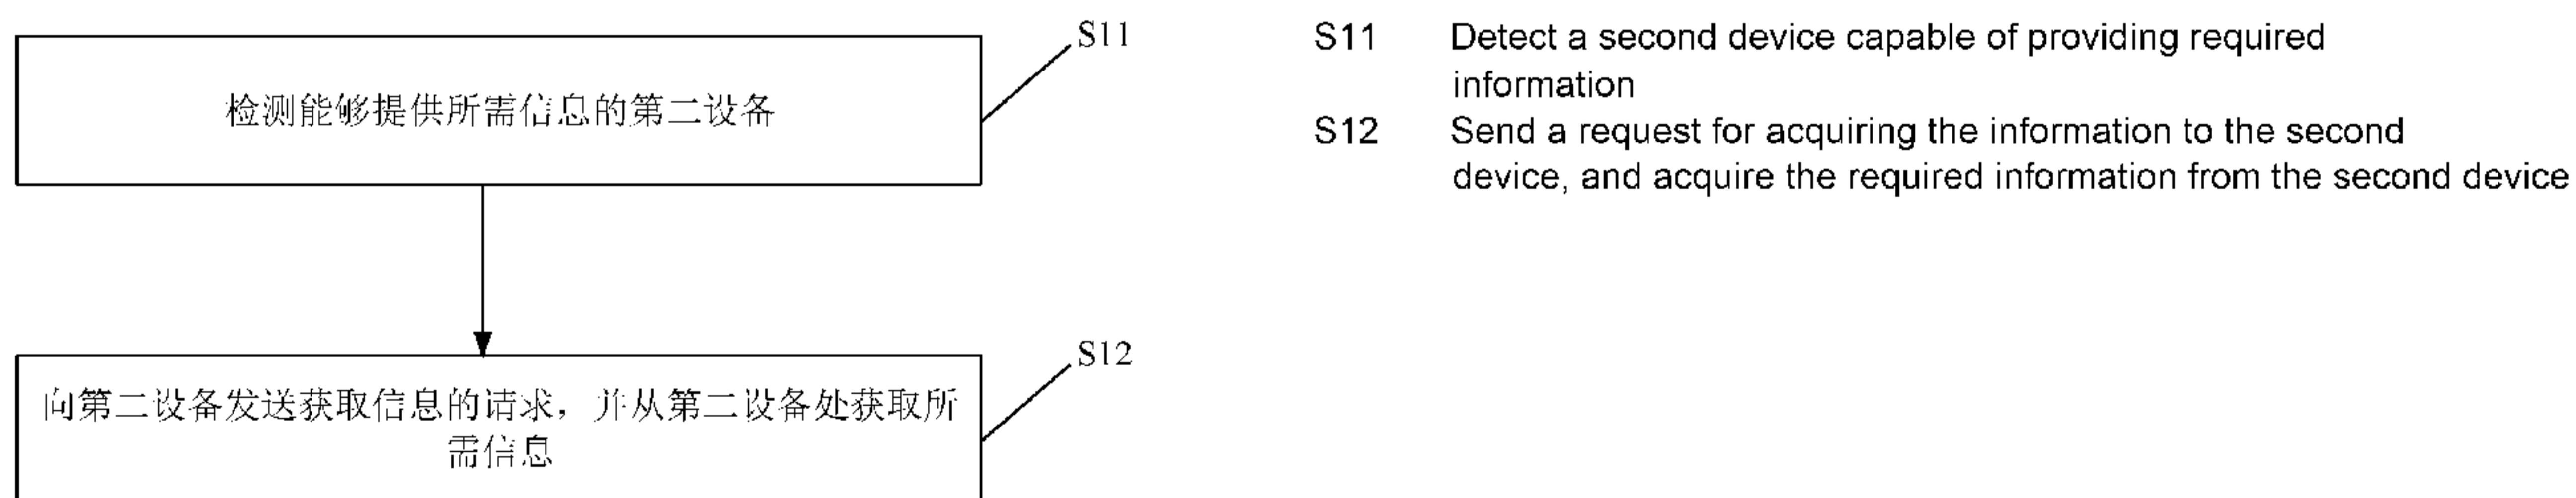 S11
检测能够提供所需信息的第二设备
S12
向第二设备发送获取信息的请求，并从第二设备处获取所
需信息
S11 Detect a second device capable of providing required
information
S12 Send a request for acquiring the information to the second
device, and acquire the required information from the second device